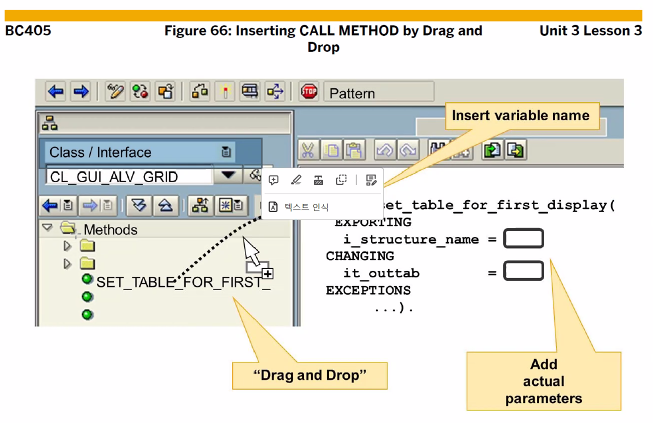 BC405
Figure 66: Inserting CALL METHOD by Drag and
Drop
Unit 3 Lesson 3
Pattern
Insert variable name
Class / Interface
CL_GUI_ALV_GRID
텍스트 인식
Methods
SET_TABLE_FOR_FIRST_
set_table_for_first_display(
EXPORTING
i_structure_name =
CHANGING
it_outtab =
EXCEPTIONS
...).
"Drag and Drop"
Add
actual
parameters